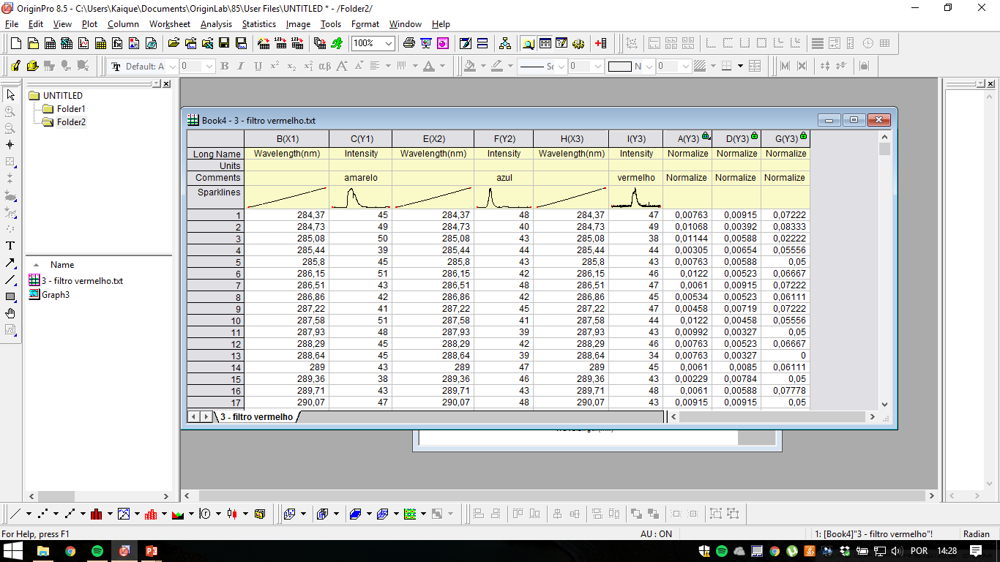 OriginPro 8.5 - C:\Users\Kaique\Documents\OriginLab\85\User Files\UNTITLED * - /Folder2/
File Edit View Plot Column Worksheet Analysis Statistics Image Tools Format Window Help
100%
Default: A 0 B I U αβ A A 0 N 0
UNTITLED
Folder1
Folder2
Name
3 - filtro vermelho.txt
Graph3
Book4 - 3 - filtro vermelho.txt
B(X1) C(Y1) E(X2) F(Y2) H(X3) I(Y3) A(Y3) D(Y3) G(Y3)
Long Name Wavelength(nm) Intensity Wavelength(nm) Intensity Wavelength(nm) Intensity Normalize Normalize Normalize
Units
Comments amarelo azul vermelho Normalize Normalize Normalize
Sparklines
1 284,37 45 284,37 48 284,37 47 0,00763 0,00915 0,07222
2 284,73 49 284,73 40 284,73 49 0,01068 0,00392 0,08333
3 285,08 50 285,08 43 285,08 38 0,01144 0,00588 0,02222
4 285,44 39 285,44 44 285,44 44 0,00305 0,00654 0,05556
5 285,8 45 285,8 43 285,8 43 0,00763 0,00588 0,05
6 286,15 51 286,15 42 286,15 46 0,0122 0,00523 0,06667
7 286,51 43 286,51 48 286,51 47 0,0061 0,00915 0,07222
8 286,86 42 286,86 42 286,86 45 0,00534 0,00523 0,06111
9 287,22 41 287,22 45 287,22 47 0,00458 0,00719 0,07222
10 287,58 51 287,58 41 287,58 44 0,0122 0,00458 0,05556
11 287,93 48 287,93 39 287,93 43 0,00992 0,00327 0,05
12 288,29 45 288,29 42 288,29 46 0,00763 0,00523 0,06667
13 288,64 45 288,64 39 288,64 34 0,00763 0,00327 0
14 289 43 289 47 289 45 0,0061 0,0085 0,06111
15 289,36 38 289,36 46 289,36 43 0,00229 0,00784 0,05
16 289,71 43 289,71 43 289,71 48 0,0061 0,00588 0,07778
17 290,07 47 290,07 48 290,07 43 0,00915 0,00915 0,05
3 - filtro vermelho
For Help, press F1 AU : ON 1: [Book4]"3 - filtro vermelho"! Radian
POR 14:28